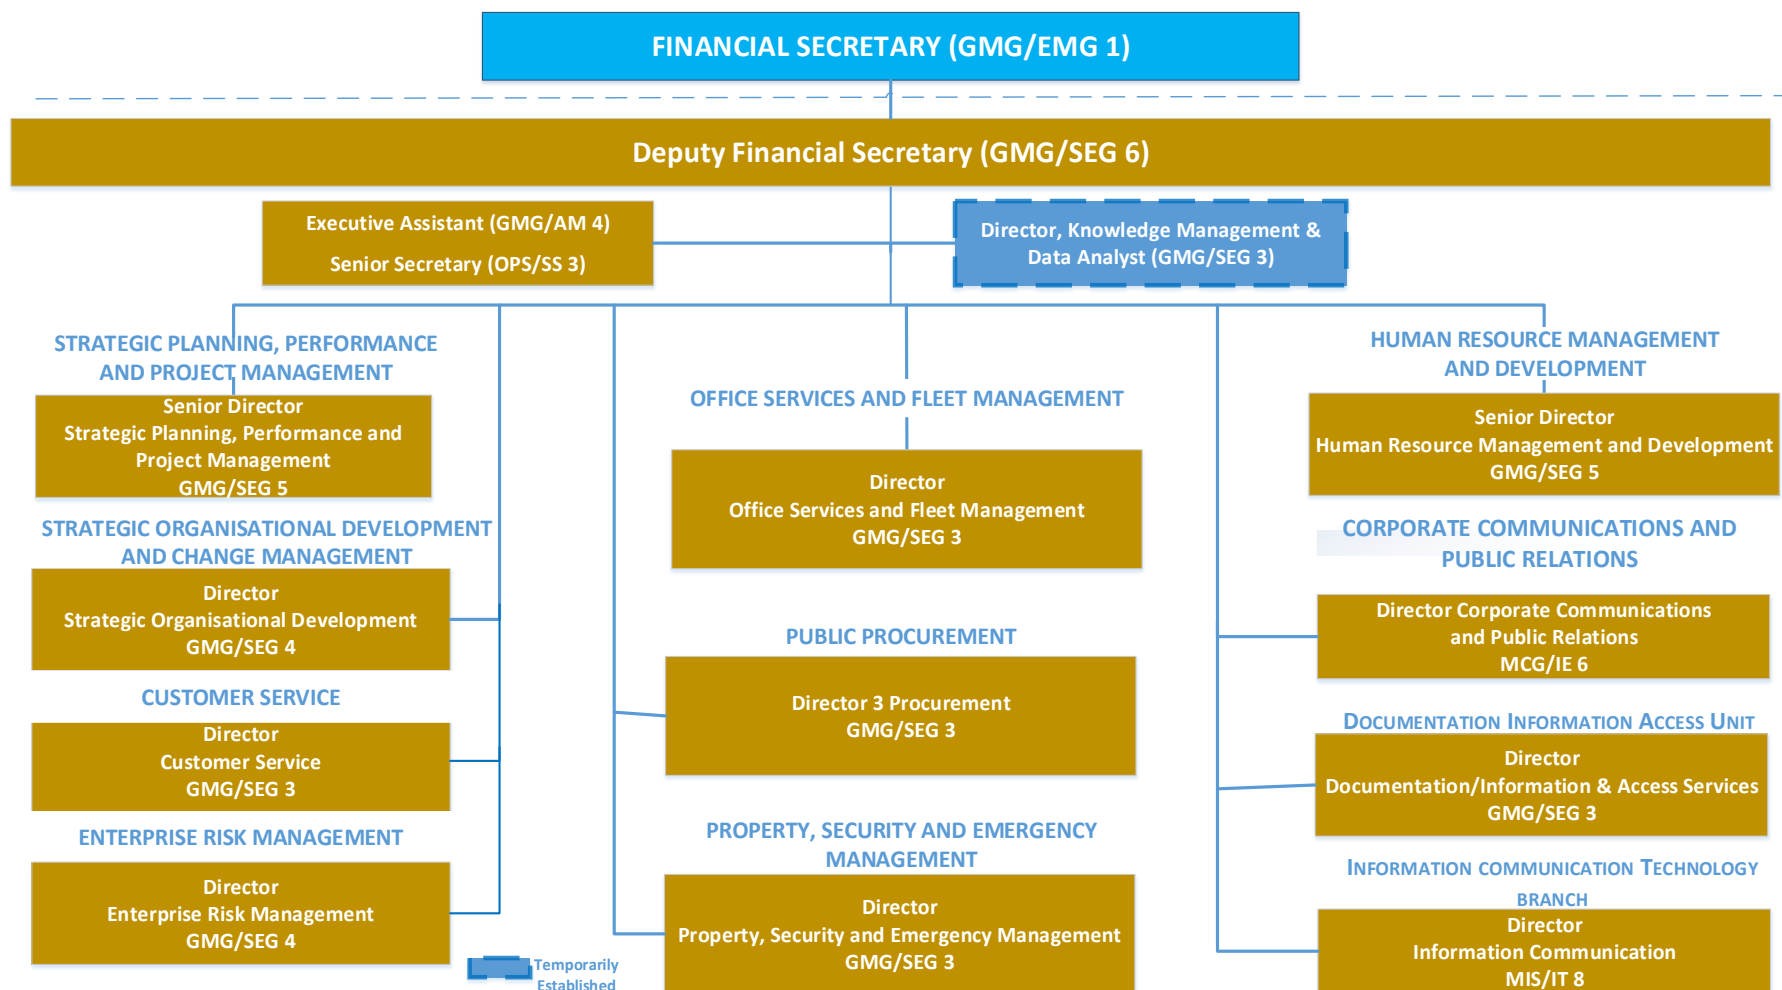 FINANCIAL SECRETARY (GMG/EMG 1)
Deputy Financial Secretary (GMG/SEG 6)
Executive Assistant (GMG/AM 4)
Senior Secretary (OPS/SS 3)
Director, Knowledge Management &
Data Analyst (GMG/SEG 3)
STRATEGIC PLANNING, PERFORMANCE
AND PROJECT MANAGEMENT
Senior Director
Strategic Planning, Performance and
Project Management
GMG/SEG 5
STRATEGIC ORGANISATIONAL DEVELOPMENT
AND CHANGE MANAGEMENT
Director
Strategic Organisational Development
GMG/SEG 4
CUSTOMER SERVICE
Director
Customer Service
GMG/SEG 3
ENTERPRISE RISK MANAGEMENT
Director
Enterprise Risk Management
GMG/SEG 4
Temporarily
Established
OFFICE SERVICES AND FLEET MANAGEMENT
Director
Office Services and Fleet Management
GMG/SEG 3
PUBLIC PROCUREMENT
Director 3 Procurement
GMG/SEG 3
PROPERTY, SECURITY AND EMERGENCY
MANAGEMENT
Director
Property, Security and Emergency Management
GMG/SEG 3
HUMAN RESOURCE MANAGEMENT
AND DEVELOPMENT
Senior Director
Human Resource Management and Development
GMG/SEG 5
CORPORATE COMMUNICATIONS AND
PUBLIC RELATIONS
Director Corporate Communications
and Public Relations
MCG/IE 6
DOCUMENTATION INFORMATION ACCESS UNIT
Director
Documentation/Information & Access Services
GMG/SEG 3
INFORMATION COMMUNICATION TECHNOLOGY
BRANCH
Director
Information Communication
MIS/IT 8